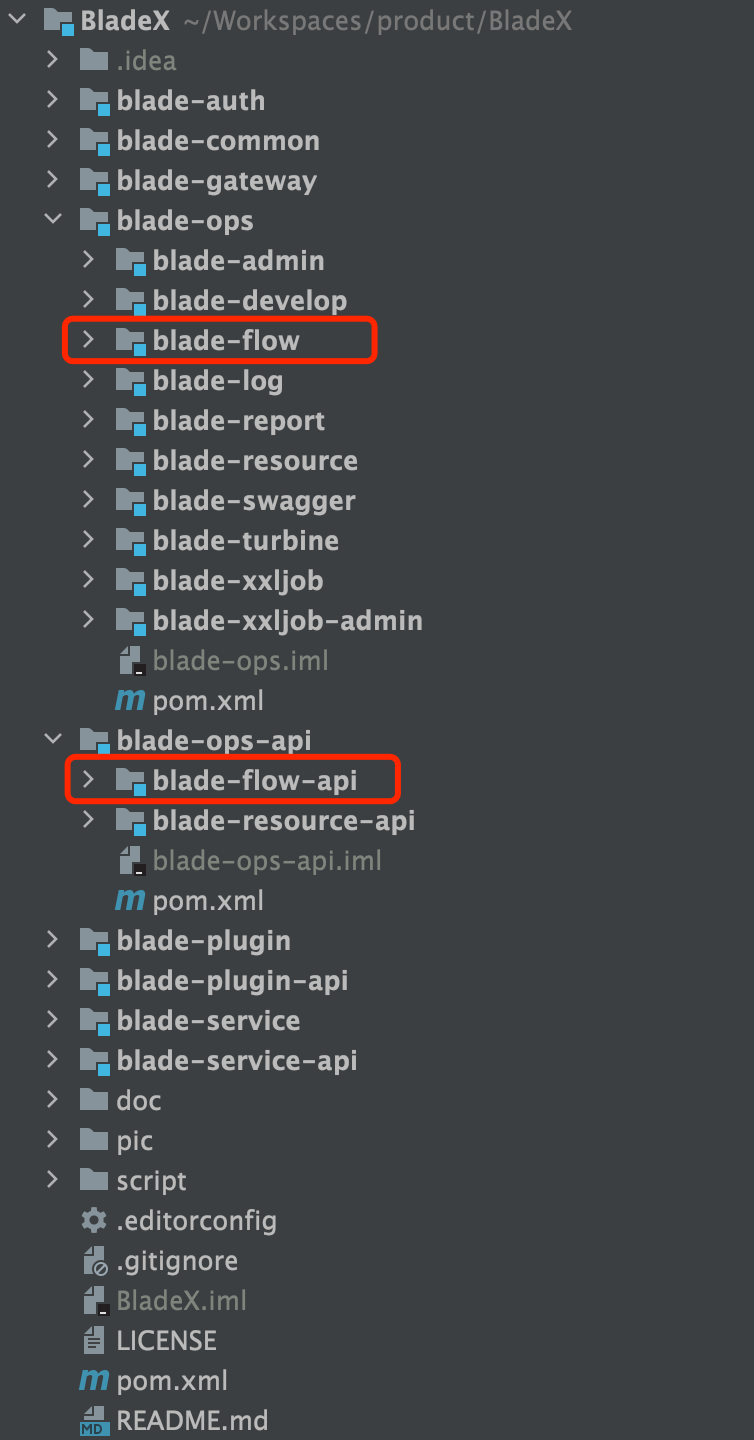 BladeX ~/Workspaces/product/BladeX
.idea
blade-auth
blade-common
blade-gateway
blade-ops
blade-admin
blade-develop
blade-flow
blade-log
blade-report
blade-resource
blade-swagger
blade-turbine
blade-xxljob
blade-xxljob-admin
blade-ops.iml
m pom.xml
blade-ops-api
blade-flow-api
blade-resource-api
blade-ops-api.iml
m pom.xml
blade-plugin
blade-plugin-api
blade-service
blade-service-api
doc
pic
script
.editorconfig
.gitignore
BladeX.iml
LICENSE
m pom.xml
MD README.md